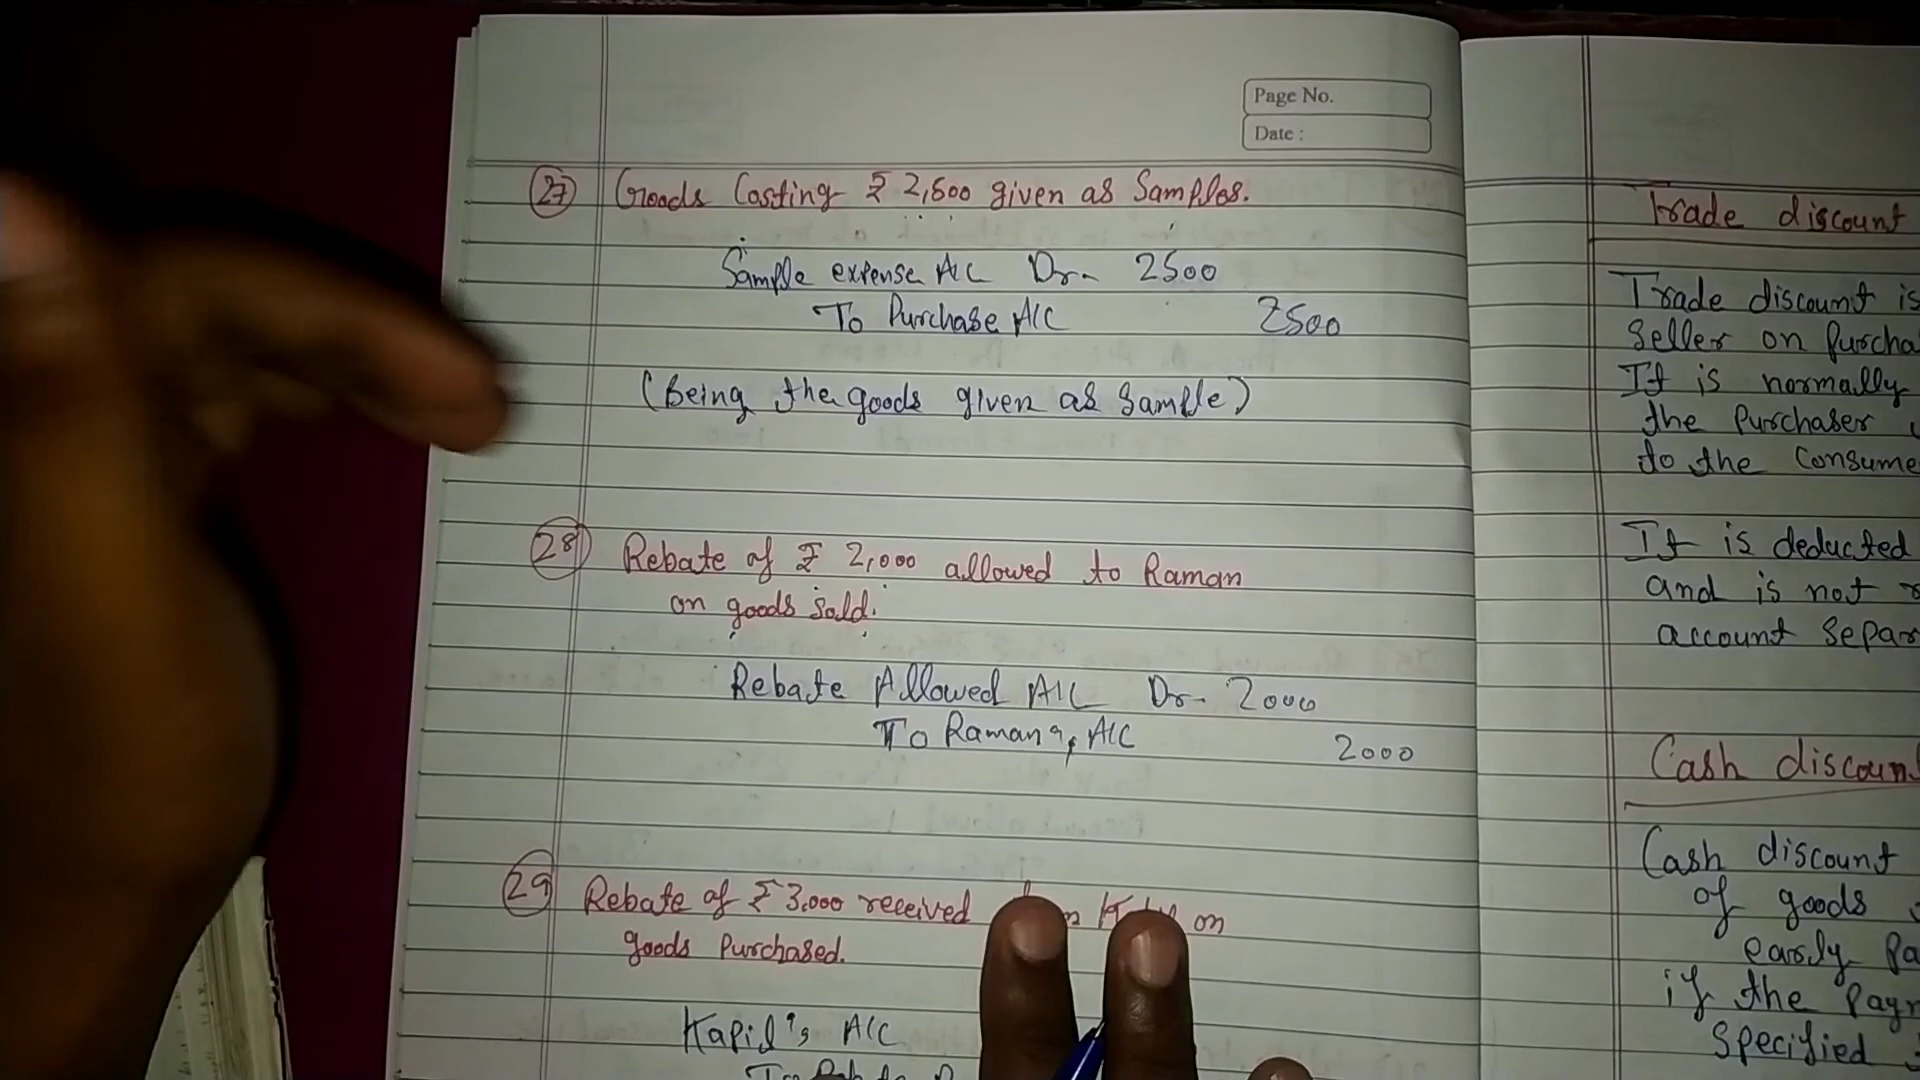 Page No.
Date :
27 Goods Costing ₹ 2,500 given as Samples.
Sample expense A/C Dr- 2500
To Purchase A/C 2500
(Being the goods given as Sample)
28 Rebate of ₹ 2,000 allowed to Raman
on goods sold.
Rebate Allowed A/C Dr- 2000
To Raman's A/C 2000
29 Rebate of ₹ 3,000 received on
goods Purchased.
Kapil's A/C
To
Trade discount
Trade discount is
Seller on Purcha
It is normally
the Purchaser
to the Consume
It is deducted
and is not
account Separ
Cash discoun
Cash discount
of goods
early Pa
if the Paym
Specified